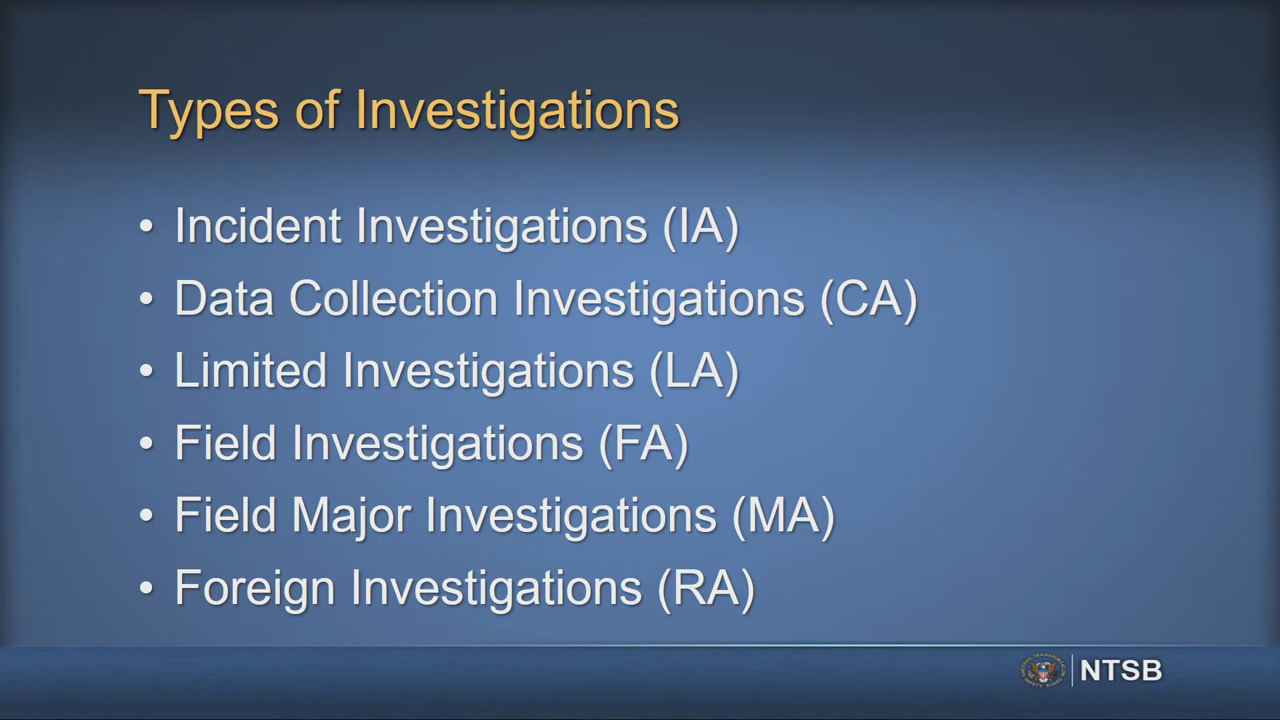 Types of Investigations
• Incident Investigations (IA)
• Data Collection Investigations (CA)
• Limited Investigations (LA)
• Field Investigations (FA)
• Field Major Investigations (MA)
• Foreign Investigations (RA)
NTSB